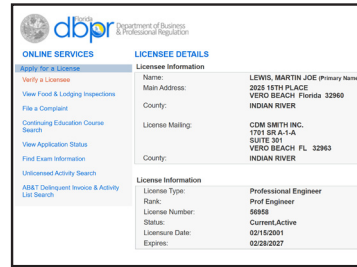 Florida
dbpr Department of Business
& Professional Regulation
ONLINE SERVICES
Apply for a License
Verify a Licensee
View Food & Lodging Inspections
File a Complaint
Continuing Education Course
Search
View Application Status
Find Exam Information
Unlicensed Activity Search
AB&T Delinquent Invoice & Activity
List Search
LICENSEE DETAILS
Licensee Information
Name: LEWIS, MARTIN JOE (Primary Name
Main Address: 2025 15TH PLACE
VERO BEACH Florida 32960
County: INDIAN RIVER
License Mailing: CDM SMITH INC.
1701 SR A-1-A
SUITE 301
VERO BEACH FL 32963
County: INDIAN RIVER
License Information
License Type: Professional Engineer
Rank: Prof Engineer
License Number: 56958
Status: Current,Active
Licensure Date: 02/15/2001
Expires: 02/28/2027